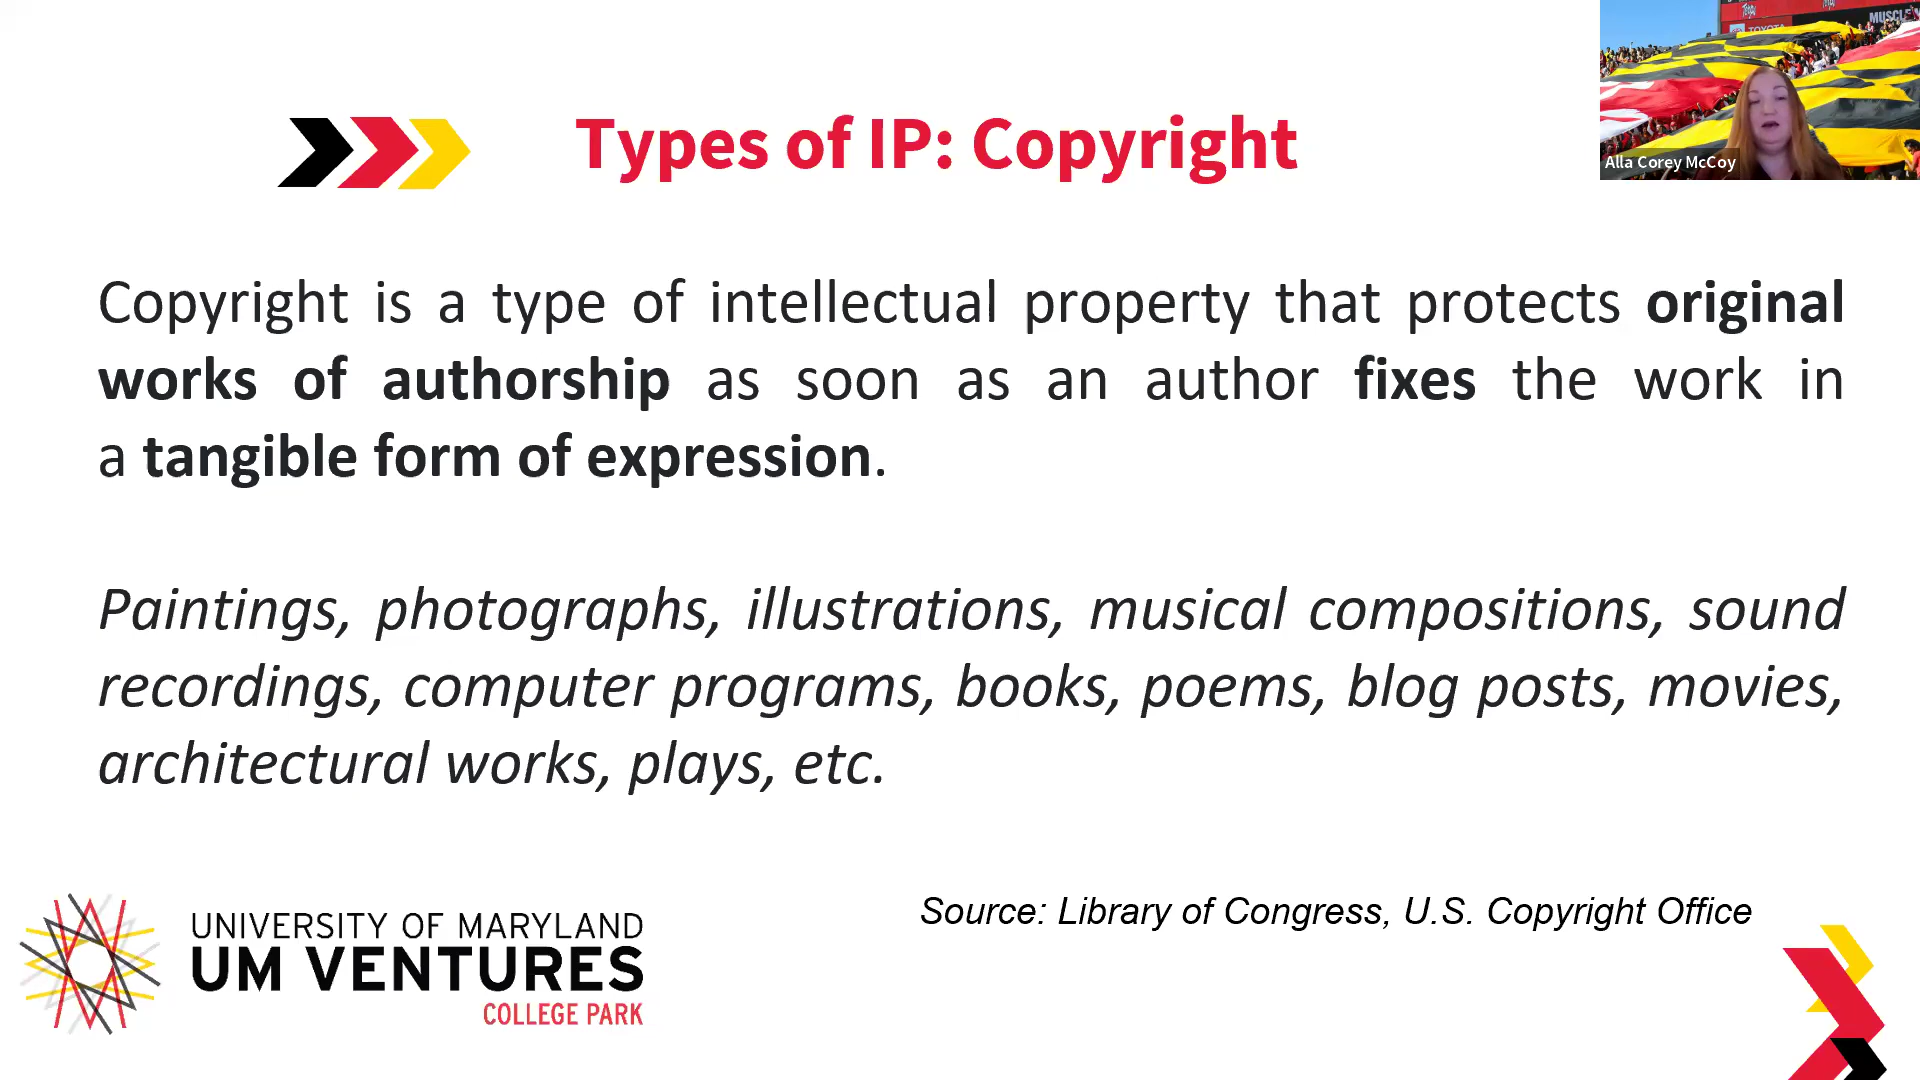 Types of IP: Copyright
MUSCLE
TOYOTA
Alla Corey McCoy
Copyright is a type of intellectual property that protects original
works of authorship as soon as an author fixes the work in
a tangible form of expression.
Paintings, photographs, illustrations, musical compositions, sound
recordings, computer programs, books, poems, blog posts, movies,
architectural works, plays, etc.
Source: Library of Congress, U.S. Copyright Office
UNIVERSITY OF MARYLAND
UM VENTURES
COLLEGE PARK